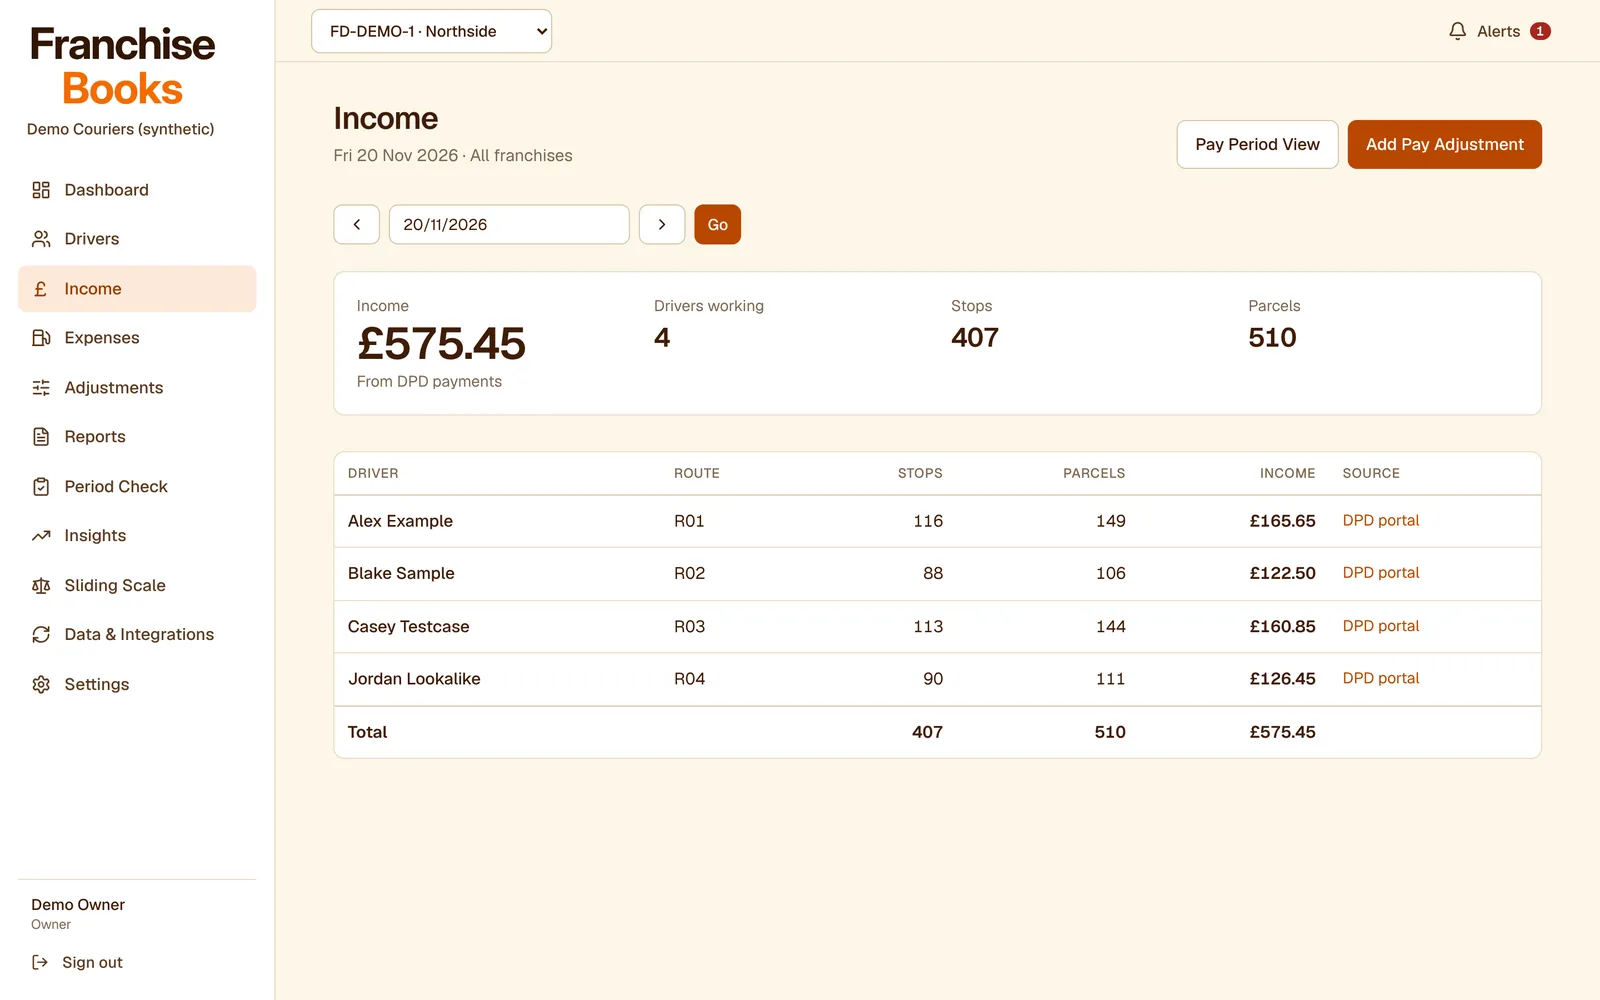 Franchise
Books
Demo Couriers (synthetic)
Dashboard
Drivers
£ Income
Expenses
Adjustments
Reports
Period Check
Insights
Sliding Scale
Data & Integrations
Settings
Demo Owner
Owner
Sign out
FD-DEMO-1 · Northside
Alerts 1
Income
Fri 20 Nov 2026 · All franchises
Pay Period View
Add Pay Adjustment
20/11/2026
Go
Income Drivers working Stops Parcels
£575.45 4 407 510
From DPD payments
DRIVER ROUTE STOPS PARCELS INCOME SOURCE
Alex Example R01 116 149 £165.65 DPD portal
Blake Sample R02 88 106 £122.50 DPD portal
Casey Testcase R03 113 144 £160.85 DPD portal
Jordan Lookalike R04 90 111 £126.45 DPD portal
Total 407 510 £575.45